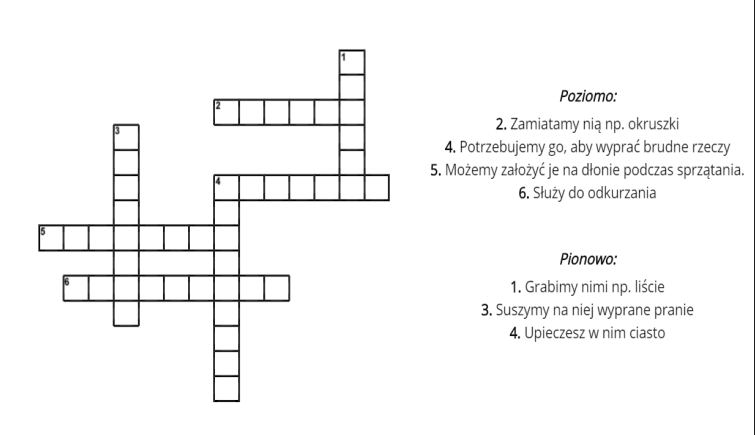 1
2
3
4
5
6
Poziomo:
2. Zamiatamy nią np. okruszki
4. Potrzebujemy go, aby wyprać brudne rzeczy
5. Możemy założyć je na dłonie podczas sprzątania.
6. Służy do odkurzania
Pionowo:
1. Grabimy nimi np. liście
3. Suszymy na niej wyprane pranie
4. Upieczesz w nim ciasto